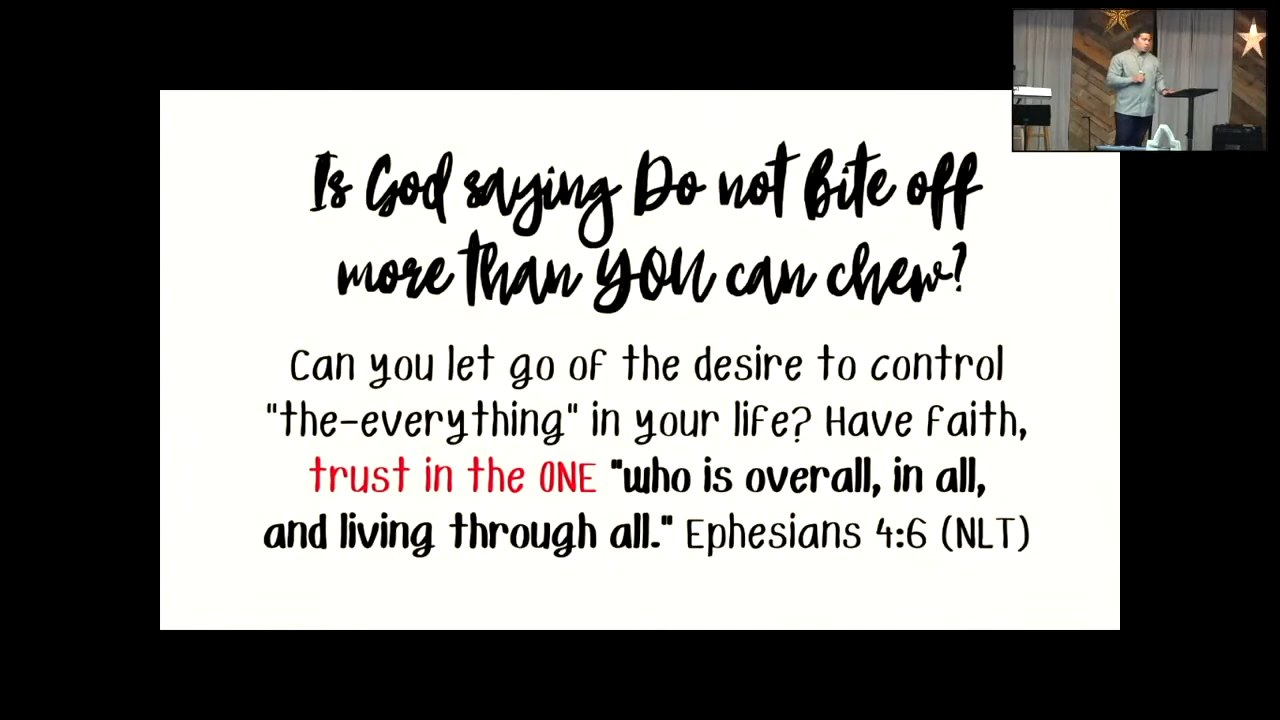 Is God saying Do not Bite off
more than YOU can chew?
Can you let go of the desire to control
"the-everything" in your life? Have faith,
trust in the ONE "who is overall, in all,
and living through all." Ephesians 4:6 (NLT)